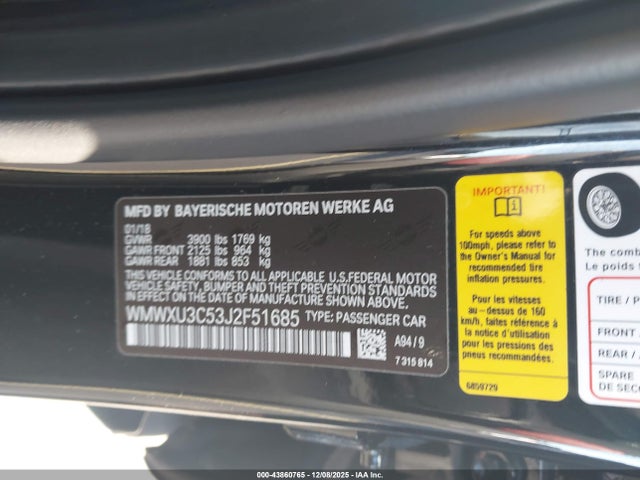 MFD BY BAYERISCHE MOTOREN WERKE AG
01/18
GVWR 3900 lbs 1769 kg
GAWR FRONT 2125 lbs 964 kg
GAWR REAR 1881 lbs 853 kg
THIS VEHICLE CONFORMS TO ALL APPLICABLE U.S.FEDERAL MOTOR
VEHICLE SAFETY, BUMPER AND THEFT PREVENTION STANDARDS
IN EFFECT ON THE DATE OF MANUFACTURE SHOWN ABOVE.
WMWXU3C53J2F51685 TYPE: PASSENGER CAR
A94 / 9
7 315 814
IMPORTANT!
For speeds above
100mph, please refer to
the Owner's Manual for
recommended tire
inflation pressures.
Pour les vitesses
au-dessus de 160
km/h, faites référence
à la notice d'utilisation
pour les pressions de
pneus recommandées.
6859729
The comb
Le poids
TIRE / P
FRONT
REAR / A
SPARE
DE SECO
000-43860765 12/08/2025 IAAI.COM